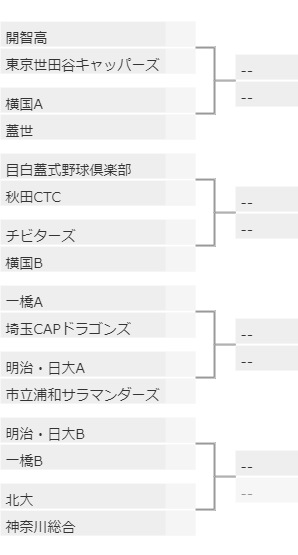 開智高
東京世田谷キャッパーズ
--
横国A
--
蓋世
目白蓋式野球倶楽部
秋田CTC
--
チビターズ
--
横国B
一橋A
埼玉CAPドラゴンズ
--
明治・日大A
--
市立浦和サラマンダーズ
明治・日大B
一橋B
--
北大
--
神奈川総合